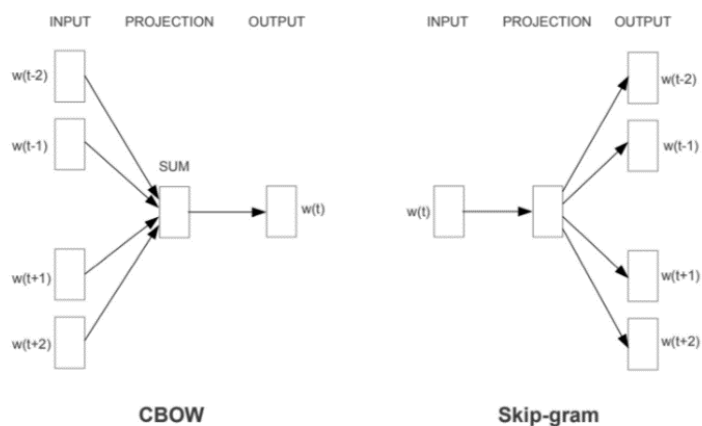 INPUT PROJECTION OUTPUT
w(t-2)
w(t-1)
SUM
w(t)
w(t+1)
w(t+2)
CBOW
INPUT PROJECTION OUTPUT
w(t-2)
w(t-1)
w(t)
w(t+1)
w(t+2)
Skip-gram